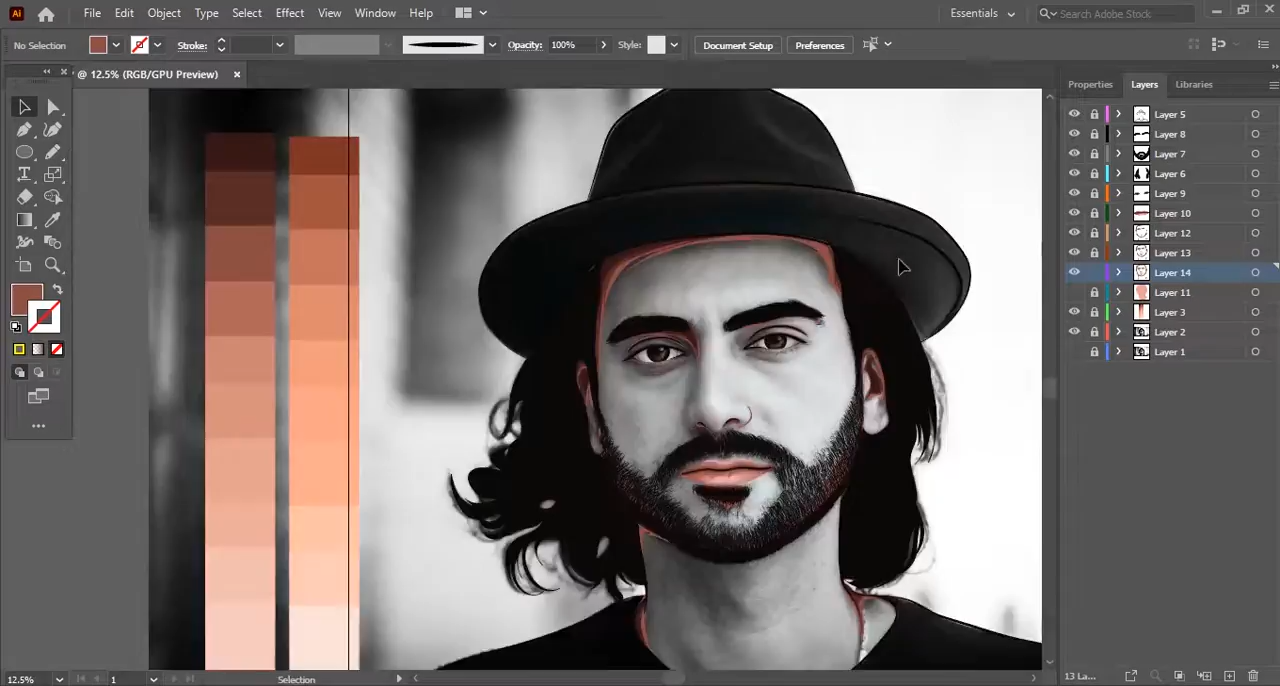 Ai File Edit Object Type Select Effect View Window Help Essentials Search Adobe Stock
No Selection Stroke: Opacity: 100% Style: Document Setup Preferences
@ 12.5% (RGB/GPU Preview) ×
Properties Layers Libraries
Layer 5
Layer 8
Layer 7
Layer 6
Layer 9
Layer 10
Layer 12
Layer 13
Layer 14
Layer 11
Layer 3
Layer 2
Layer 1
12.5% 1 Selection 13 La...